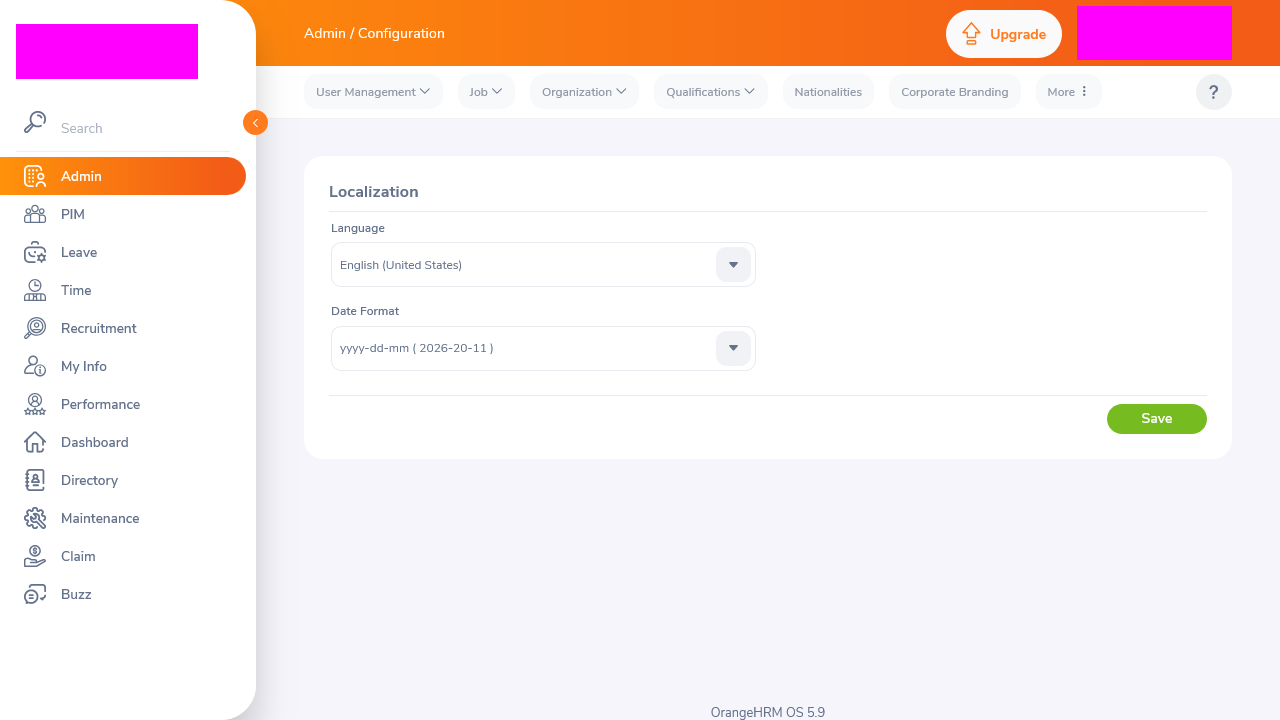 Admin / Configuration
Upgrade
User Management
Job
Organization
Qualifications
Nationalities
Corporate Branding
More
?
Search
Admin
PIM
Leave
Time
Recruitment
My Info
Performance
Dashboard
Directory
Maintenance
Claim
Buzz
Localization
Language
English (United States)
Date Format
yyyy-dd-mm ( 2026-20-11 )
Save
OrangeHRM OS 5.9